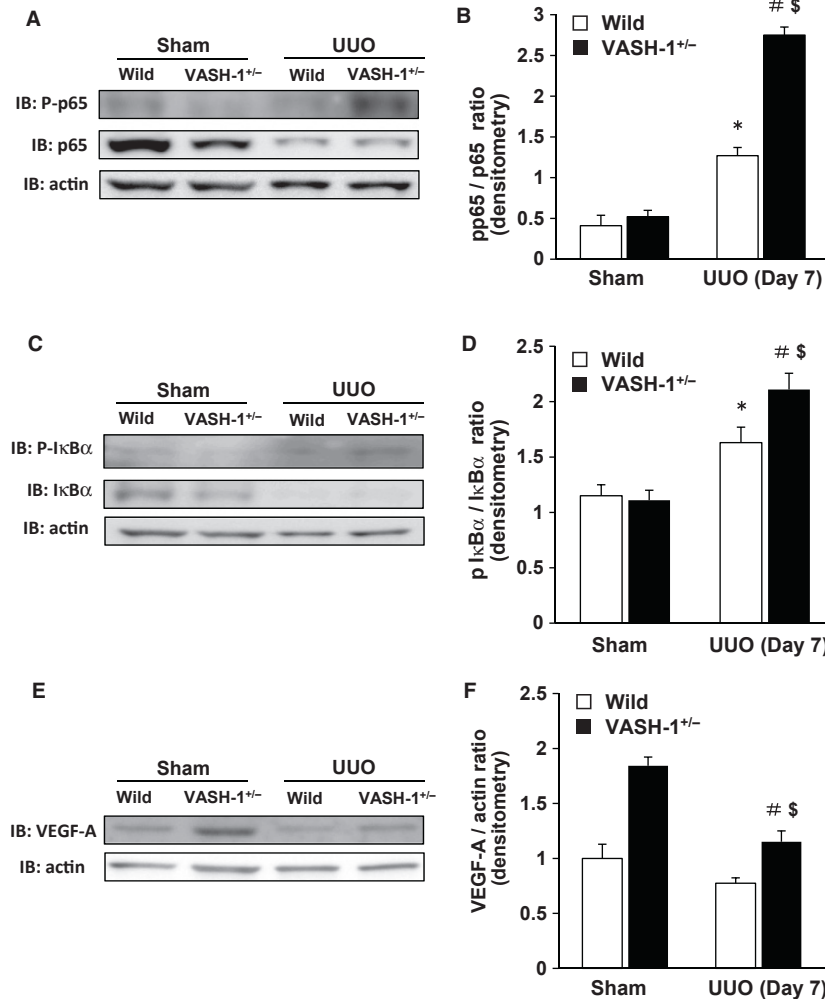 A
Sham UUO
Wild VASH-1+/– Wild VASH-1+/–
IB: P-p65
IB: p65
IB: actin
B
3
2.5
2
1.5
1
0.5
0
pp65 / p65 ratio
(densitometry)
Wild
VASH-1+/–
*
# $
Sham UUO (Day 7)
C
Sham UUO
Wild VASH-1+/– Wild VASH-1+/–
IB: P-IκBα
IB: IκBα
IB: actin
D
2.5
2
1.5
1
0.5
0
p IκBα / IκBα ratio
(densitometry)
Wild
VASH-1+/–
*
# $
Sham UUO (Day 7)
E
Sham UUO
Wild VASH-1+/– Wild VASH-1+/–
IB: VEGF-A
IB: actin
F
2.5
2
1.5
1
0.5
0
VEGF-A / actin ratio
(densitometry)
Wild
VASH-1+/–
# $
Sham UUO (Day 7)